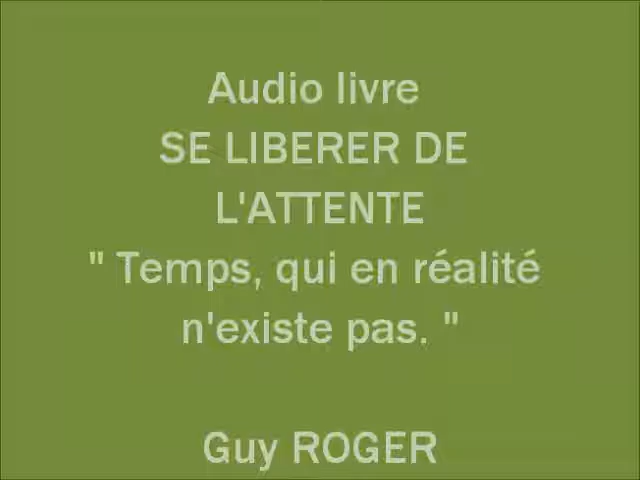 Audio livre
SE LIBERER DE
L'ATTENTE
" Temps, qui en réalité
n'existe pas. "
Guy ROGER